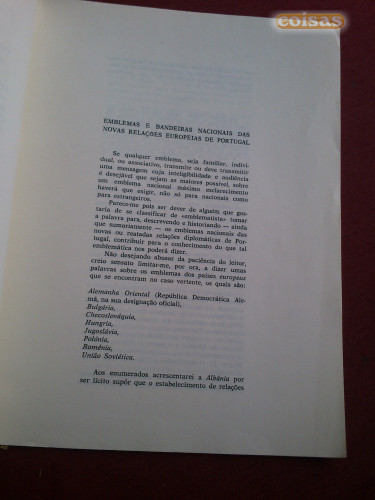 coisas
EMBLEMAS E BANDEIRAS NACIONAIS DAS
NOVAS RELAÇÕES EUROPEIAS DE PORTUGAL
Se qualquer emblema, seja familiar, indivi-
dual, ou associativo, transmite ou deve transmitir
uma mensagem cuja inteligibilidade e evidência
é desejável que sejam as maiores possível, sobre
um emblema nacional máximo esclarecimento
haverá que exigir, não só para nacionais como
para estrangeiros.
Parece-me pois ser dever de alguém que gos-
taria de se classificar de «emblematista» tomar
a palavra para, descrevendo e historiando — ainda
que sumariamente — os emblemas nacionais das
novas ou reatadas relações diplomáticas de Portu-
gal, contribuir para o conhecimento do que tal
emblemática nos poderá dizer.
Não desejando abusar da paciência do leitor,
creio sensato limitar-me, por ora, a dizer umas
palavras sobre os emblemas dos países europeus
que se encontram no caso vertente, os quais são:
Alemanha Oriental (República Democrática Ale-
mã, na sua designação oficial),
Bulgária,
Checoslováquia,
Hungria,
Jugoslávia,
Polónia,
Roménia,
União Soviética.
Aos enumerados acrescentarei a Albânia por
ser lícito supôr que o estabelecimento de relações